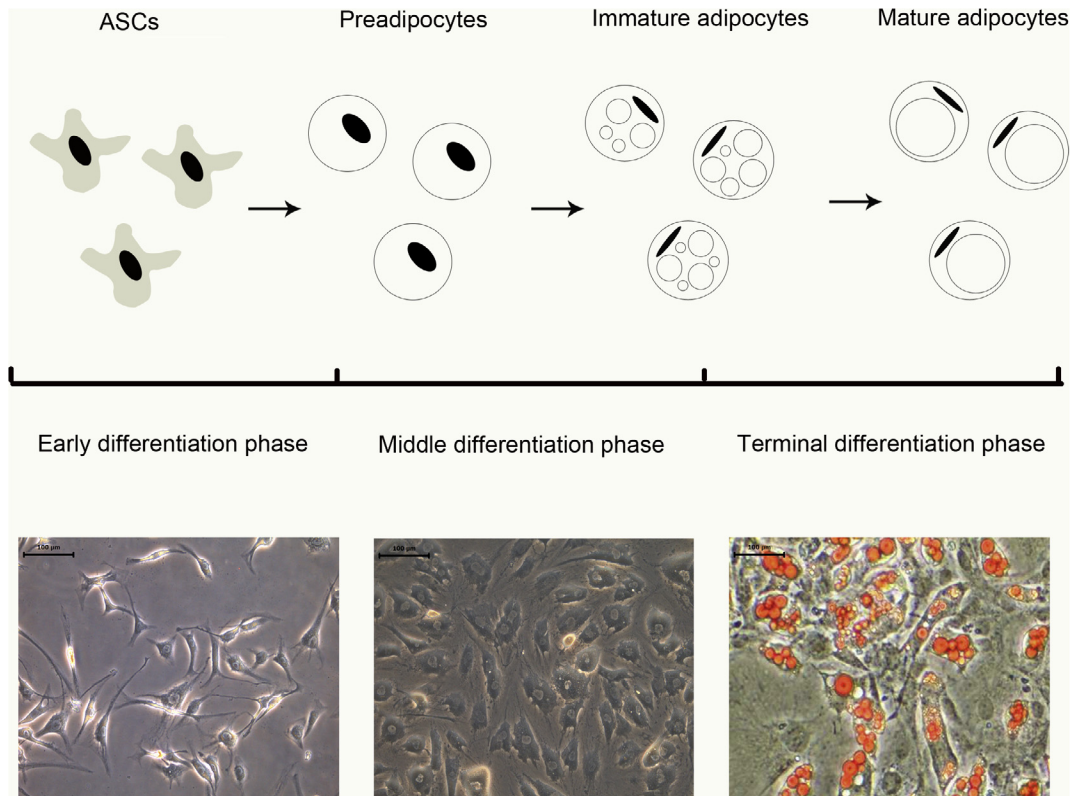 ASCs
Preadipocytes
Immature adipocytes
Mature adipocytes
Early differentiation phase
Middle differentiation phase
Terminal differentiation phase
100 µm
100 µm
100 µm